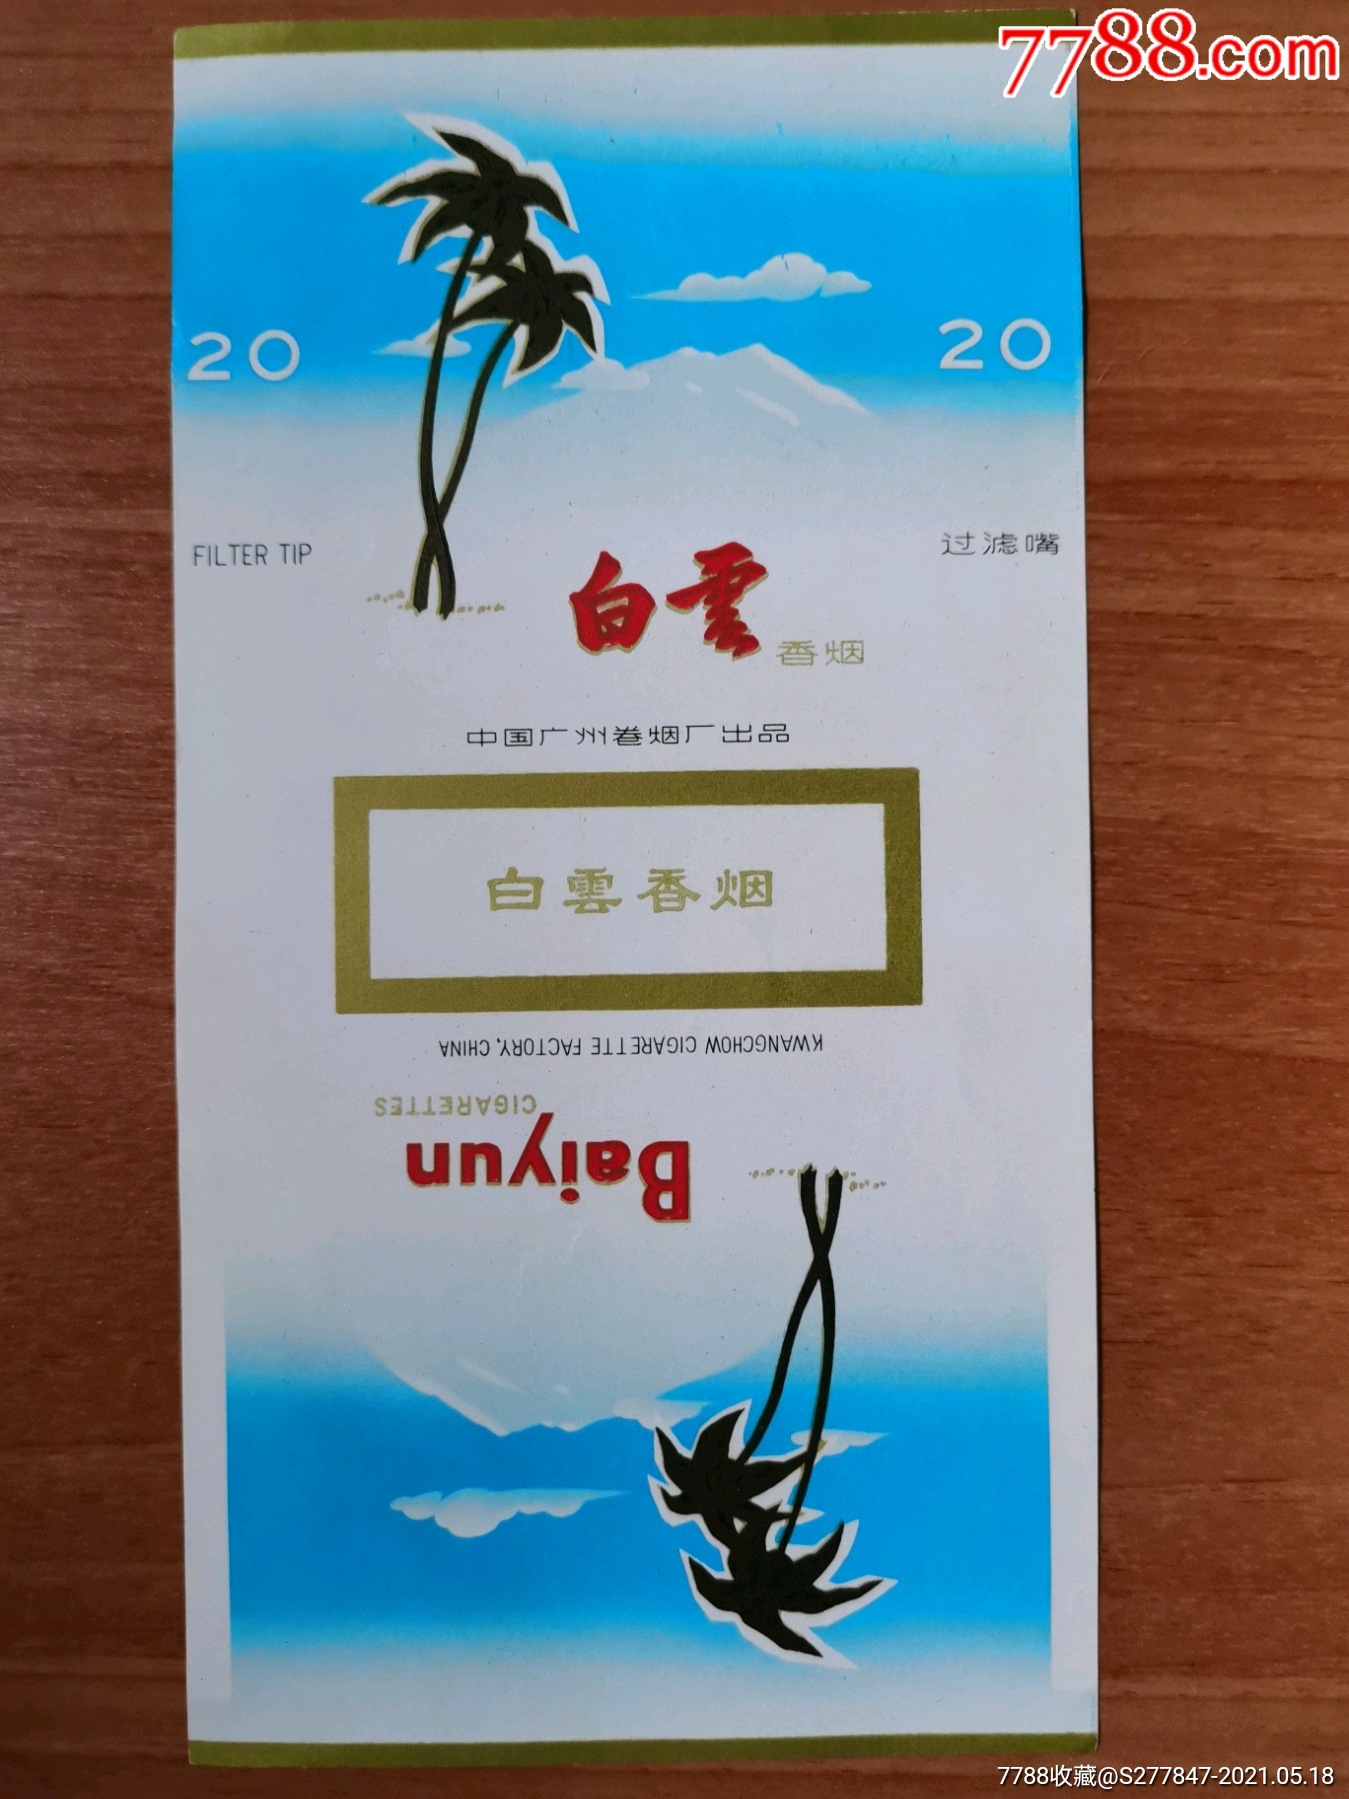 7788.com
20
20
FILTER TIP
过滤嘴
白雲
香烟
中国广州卷烟厂出品
白雲香烟
KWANGCHOW CIGARETTE FACTORY, CHINA
CIGARETTES
Baiyun
7788收藏@S277847-2021.05.18